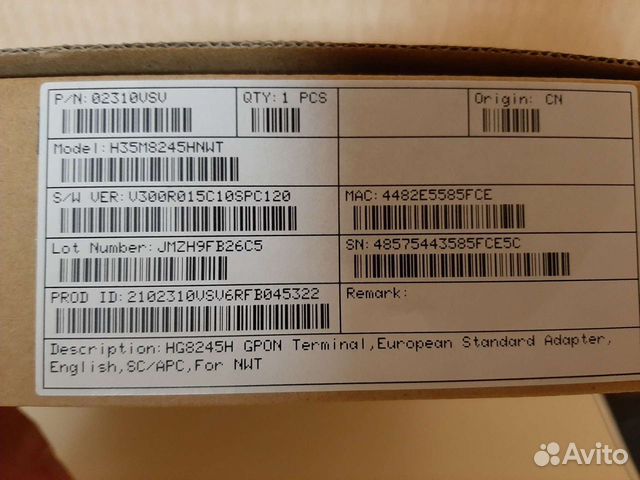 P/N:02310VSV
QTY:1 PCS
Origin: CN
Model:H35M8245HNWT
S/W VER:V300R015C10SPC120
MAC:4482E5585FCE
Lot Number:JMZH9FB26C5
SN:48575443585FCE5C
PROD ID:2102310VSV6RFB045322
Remark:
Description:HG8245H GPON Terminal,European Standard Adapter,
English,SC/APC,For NWT
Avito